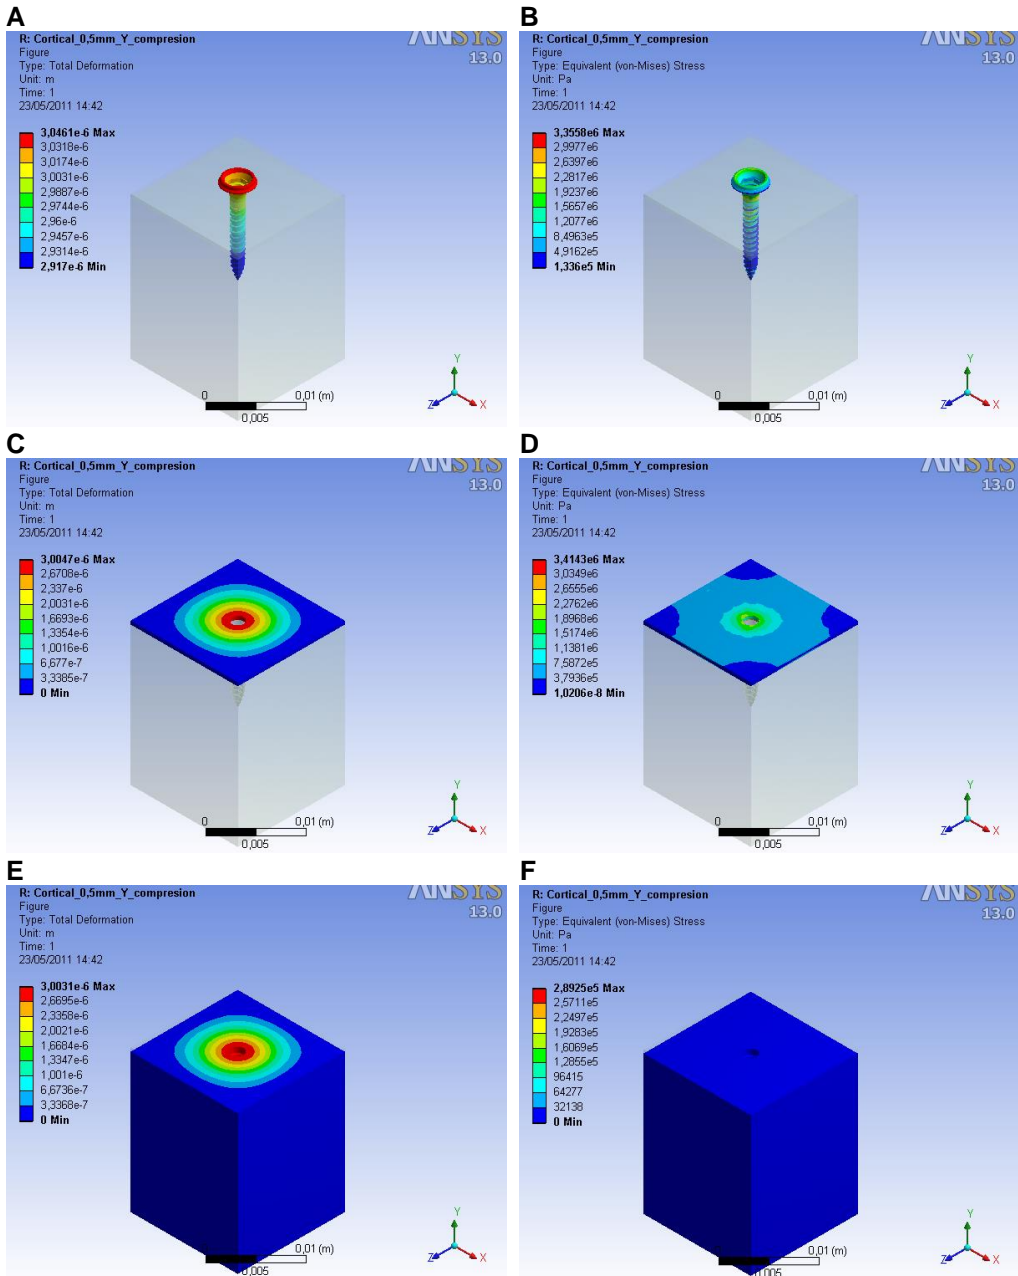 A
R: Cortical_0,5mm_Y_compresion
Figure
Type: Total Deformation
Unit: m
Time: 1
23/05/2011 14:42
ANSYS
13.0
3,0461e-6 Max
3,0318e-6
3,0174e-6
3,0031e-6
2,9887e-6
2,9744e-6
2,96e-6
2,9457e-6
2,9314e-6
2,917e-6 Min
0
0,01 (m)
0,005
Y
Z
X
B
R: Cortical_0,5mm_Y_compresion
Figure
Type: Equivalent (von-Mises) Stress
Unit: Pa
Time: 1
23/05/2011 14:42
ANSYS
13.0
3,3558e6 Max
2,9977e6
2,6397e6
2,2817e6
1,9237e6
1,5657e6
1,2077e6
8,4963e5
4,9162e5
1,336e5 Min
0
0,01 (m)
0,005
Y
Z
X
C
R: Cortical_0,5mm_Y_compresion
Figure
Type: Total Deformation
Unit: m
Time: 1
23/05/2011 14:42
ANSYS
13.0
3,0047e-6 Max
2,6708e-6
2,337e-6
2,0031e-6
1,6693e-6
1,3354e-6
1,0016e-6
6,677e-7
3,3385e-7
0 Min
0
0,01 (m)
0,005
Y
Z
X
D
R: Cortical_0,5mm_Y_compresion
Figure
Type: Equivalent (von-Mises) Stress
Unit: Pa
Time: 1
23/05/2011 14:42
ANSYS
13.0
3,4143e6 Max
3,0349e6
2,6555e6
2,2762e6
1,8968e6
1,5174e6
1,1381e6
7,5872e5
3,7936e5
1,0206e-8 Min
0
0,01 (m)
0,005
Y
Z
X
E
R: Cortical_0,5mm_Y_compresion
Figure
Type: Total Deformation
Unit: m
Time: 1
23/05/2011 14:42
ANSYS
13.0
3,0031e-6 Max
2,6695e-6
2,3358e-6
2,0021e-6
1,6684e-6
1,3347e-6
1,001e-6
6,6736e-7
3,3368e-7
0 Min
0
0,01 (m)
0,005
Y
Z
X
F
R: Cortical_0,5mm_Y_compresion
Figure
Type: Equivalent (von-Mises) Stress
Unit: Pa
Time: 1
23/05/2011 14:42
ANSYS
13.0
2,8925e5 Max
2,5711e5
2,2497e5
1,9283e5
1,6069e5
1,2855e5
96415
64277
32138
0 Min
0
0,01 (m)
0,005
Y
Z
X